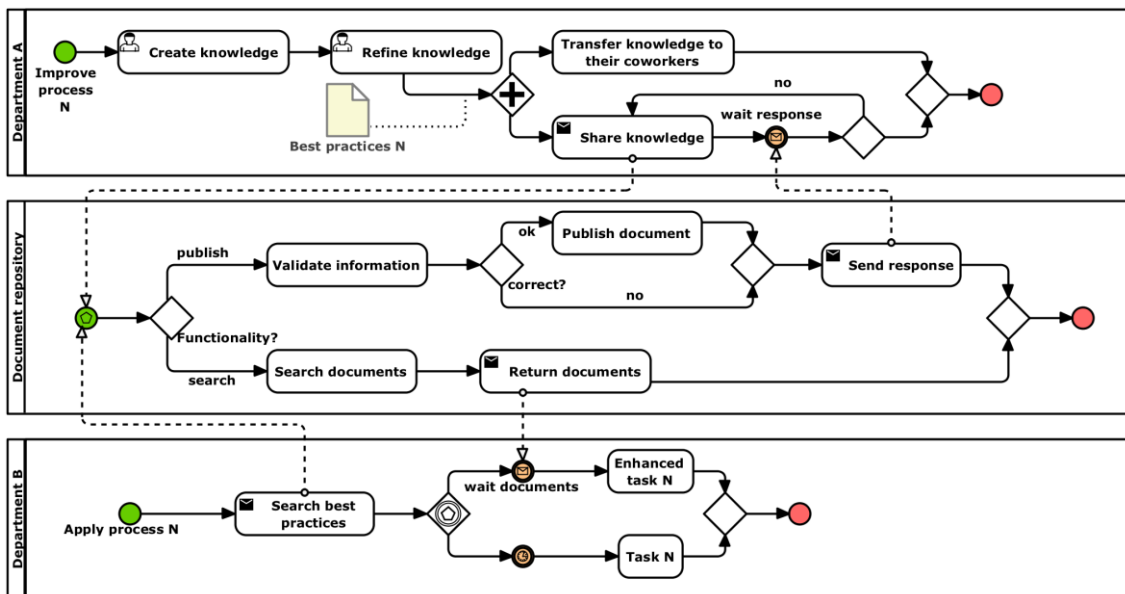 Department A
Improve
process
N
Create knowledge
Refine knowledge
Best practices N
Transfer knowledge to
their coworkers
Share knowledge
wait response
no
Document repository
Functionality?
publish
search
Validate information
correct?
ok
no
Publish document
Send response
Search documents
Return documents
Department B
Apply process N
Search best
practices
wait documents
Enhanced
task N
Task N